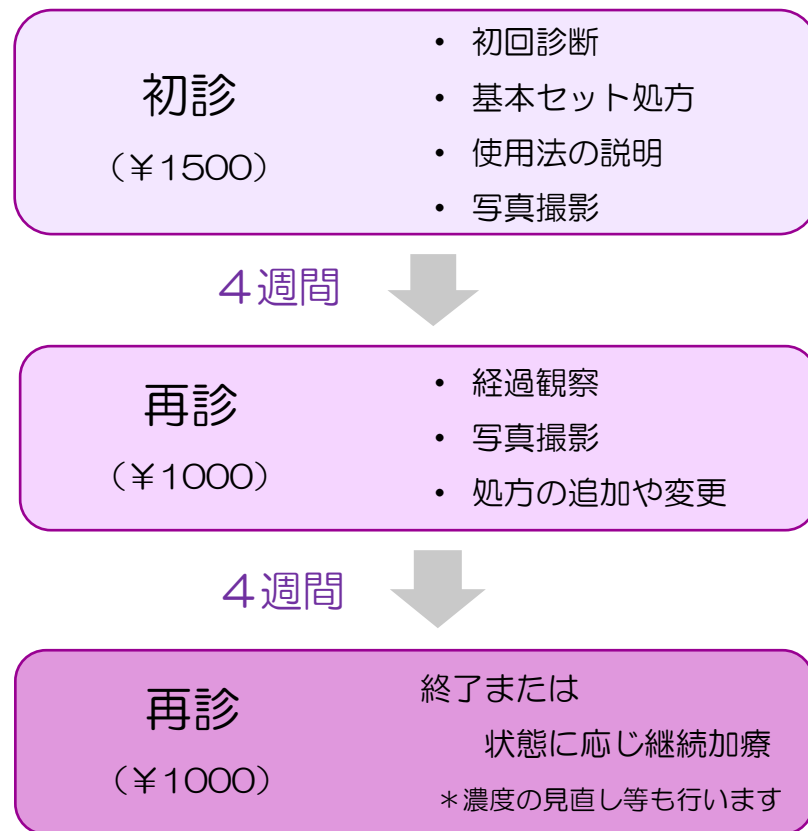 初診
(¥1500)
• 初回診断
• 基本セット処方
• 使用法の説明
• 写真撮影
4週間
再診
(¥1000)
• 経過観察
• 写真撮影
• 処方の追加や変更
4週間
再診
(¥1000)
終了または
状態に応じ継続加療
＊濃度の見直し等も行います